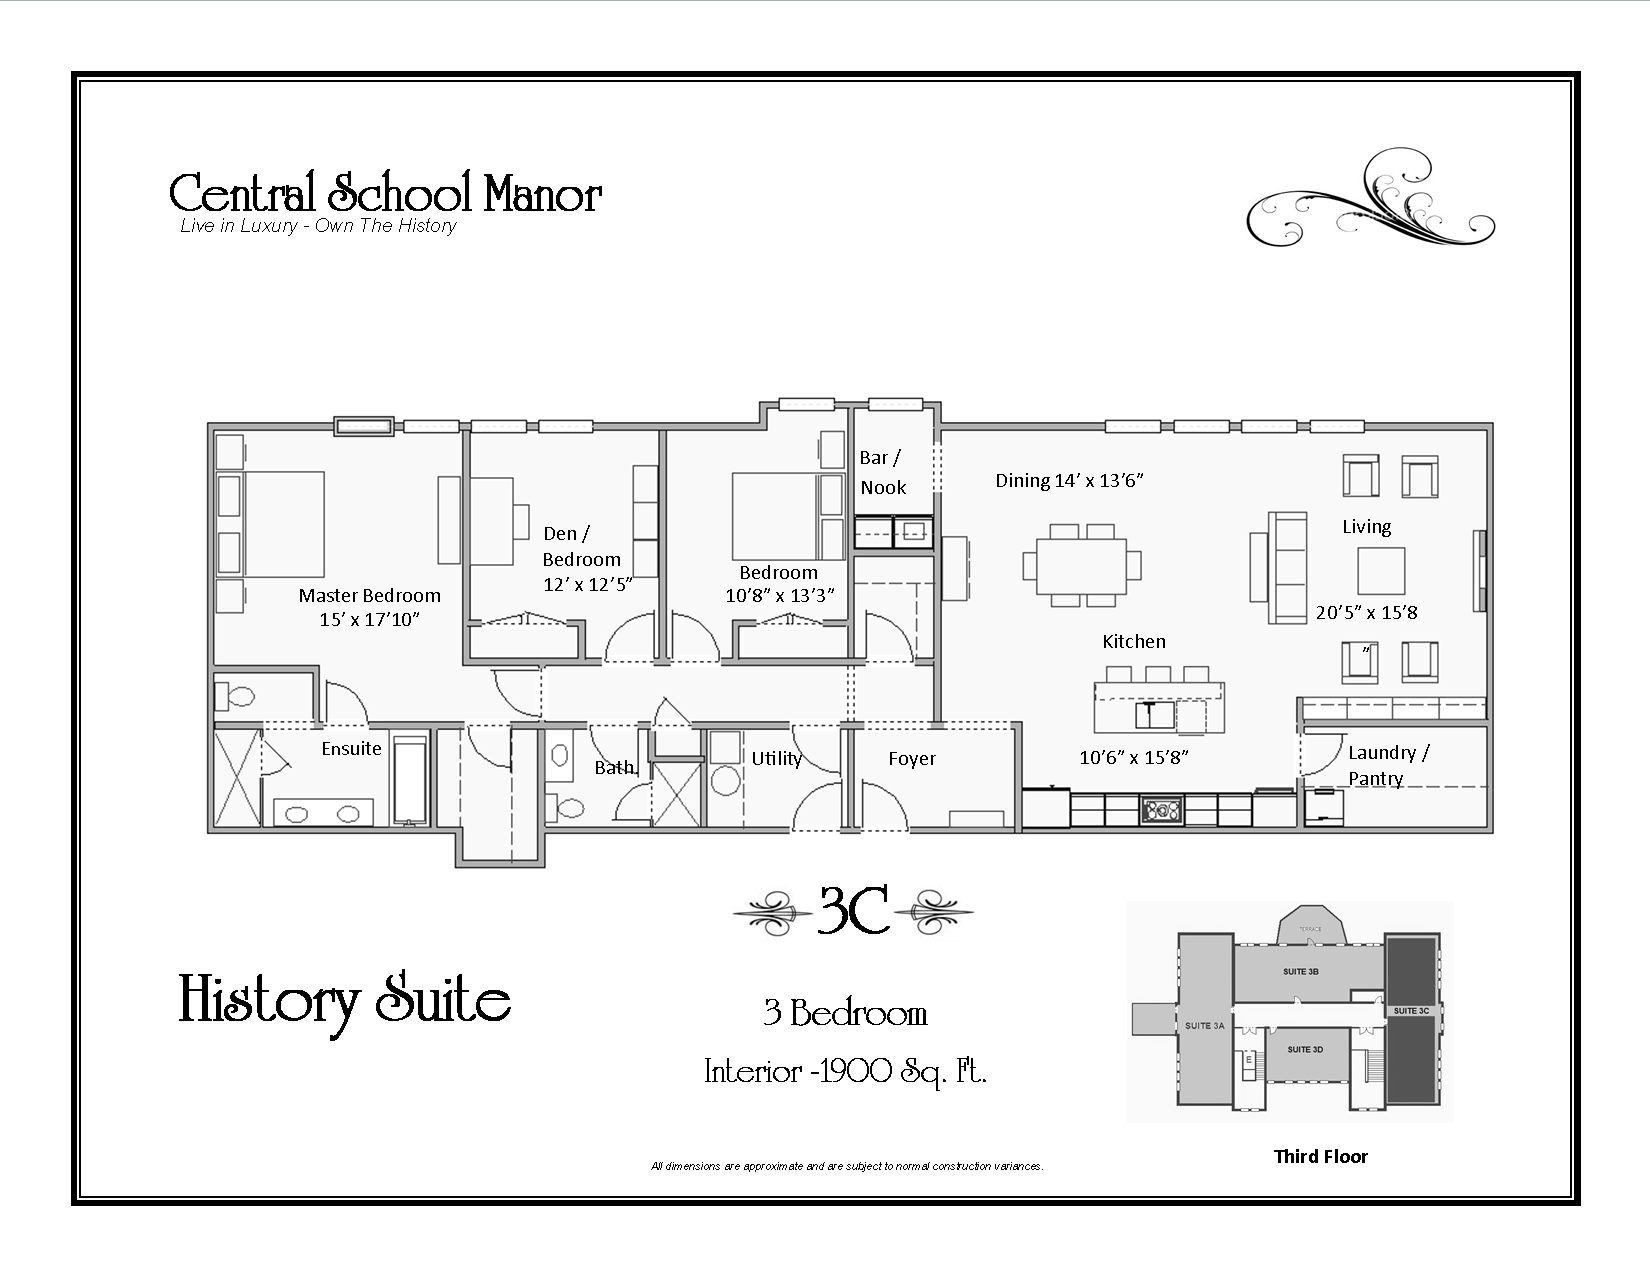 Central School Manor
Live in Luxury - Own The History
Bar /
Nook
Dining 14’ x 13’6”
Living
20’5” x 15’8
”
Den /
Bedroom
12’ x 12’5”
Bedroom
10’8” x 13’3”
Master Bedroom
15’ x 17’10”
Kitchen
10’6” x 15’8”
Ensuite
Bath
Utility
Foyer
Laundry /
Pantry
3C
History Suite
3 Bedroom
Interior -1900 Sq. Ft.
TERRACE
SUITE 3B
SUITE 3C
SUITE 3A
SUITE 3D
E
Third Floor
All dimensions are approximate and are subject to normal construction variances.